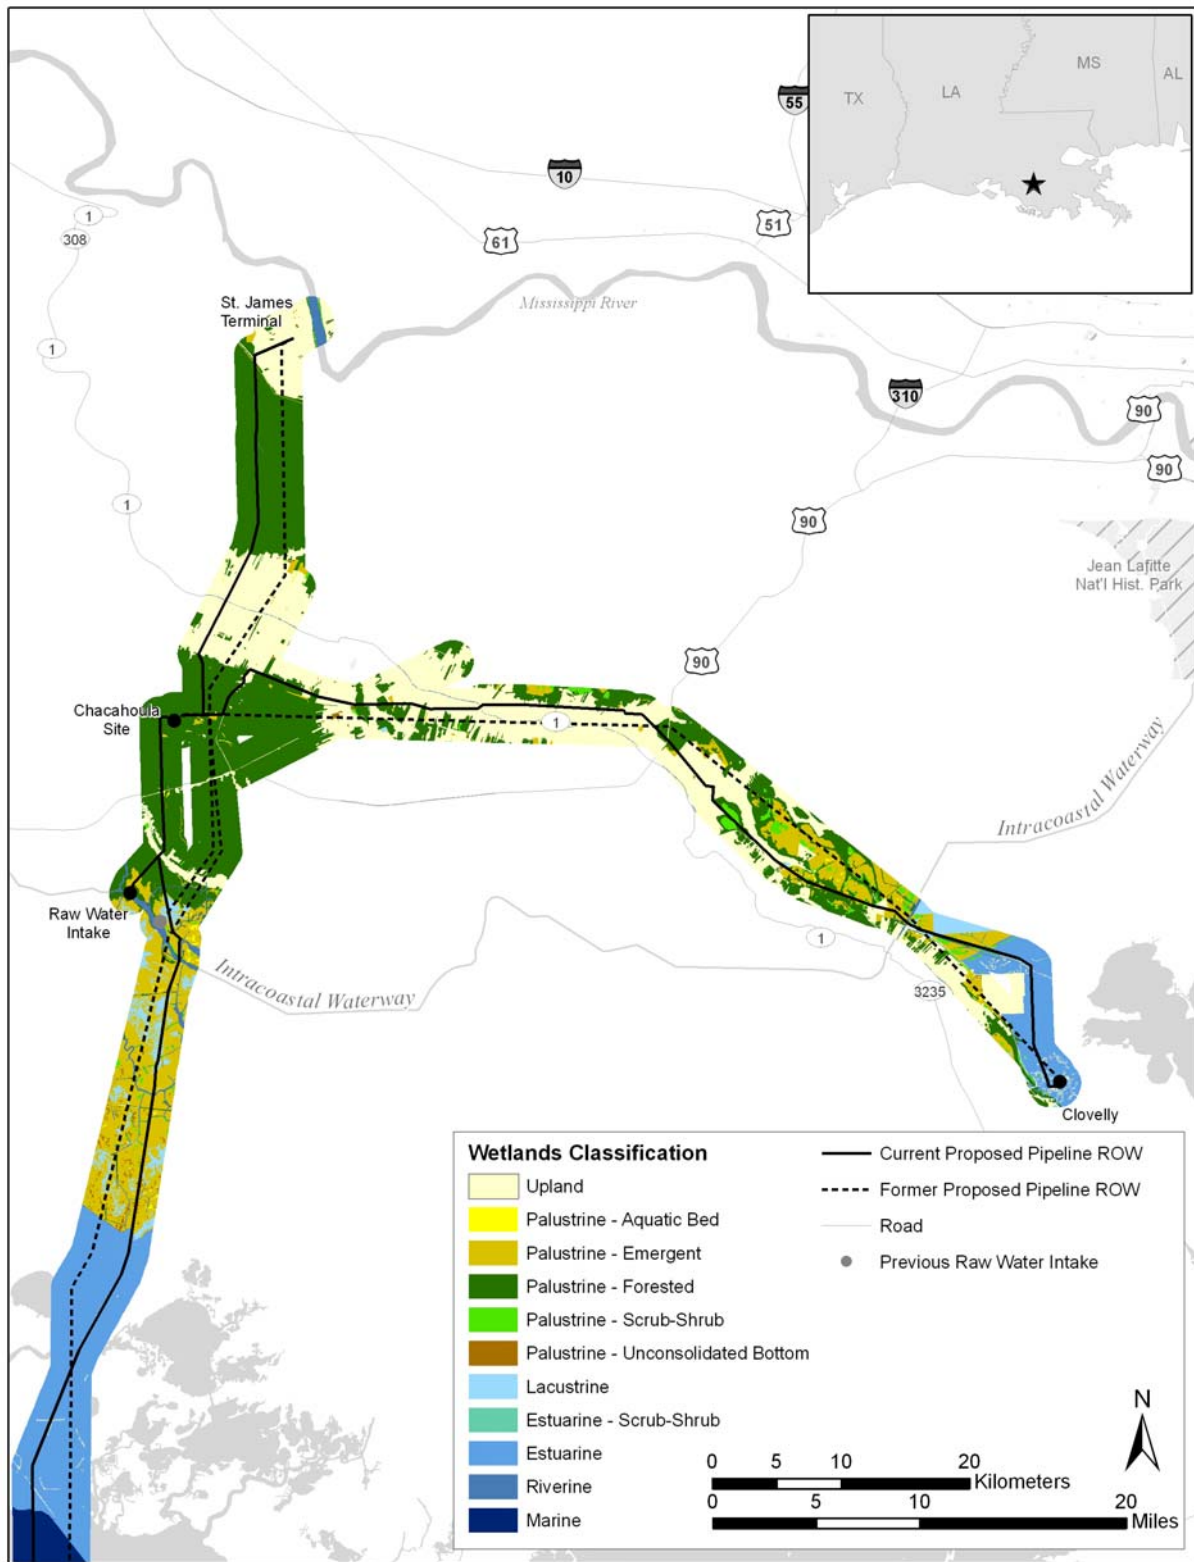 TX
LA
MS
AL
55
10
51
61
1
308
Mississippi River
St. James
Terminal
1
310
90
90
1
90
Jean Lafitte
Nat'l Hist. Park
90
Chacahoula
Site
1
Intracoastal Waterway
Raw Water
Intake
1
Intracoastal Waterway
3235
Clovelly
Wetlands Classification
Upland
Palustrine - Aquatic Bed
Palustrine - Emergent
Palustrine - Forested
Palustrine - Scrub-Shrub
Palustrine - Unconsolidated Bottom
Lacustrine
Estuarine - Scrub-Shrub
Estuarine
Riverine
Marine
Current Proposed Pipeline ROW
Former Proposed Pipeline ROW
Road
Previous Raw Water Intake
N
0 5 10 20
Kilometers
0 5 10 20
Miles